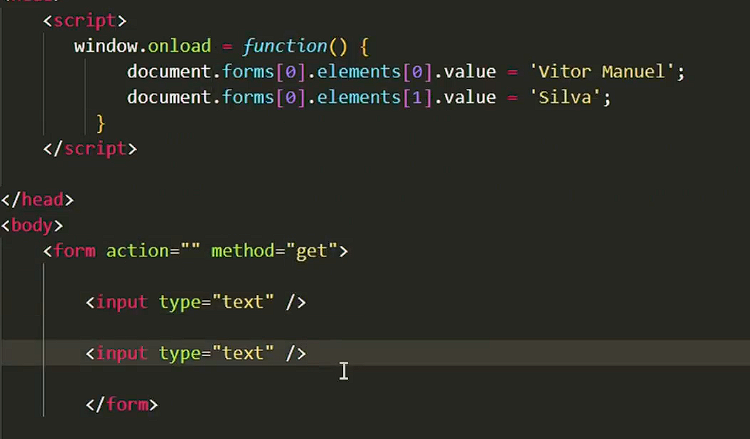 <script>
window.onload = function() {
document.forms[0].elements[0].value = 'Vitor Manuel';
document.forms[0].elements[1].value = 'Silva';
}
</script>
</head>
<body>
<form action="" method="get">
<input type="text" />
<input type="text" />
</form>